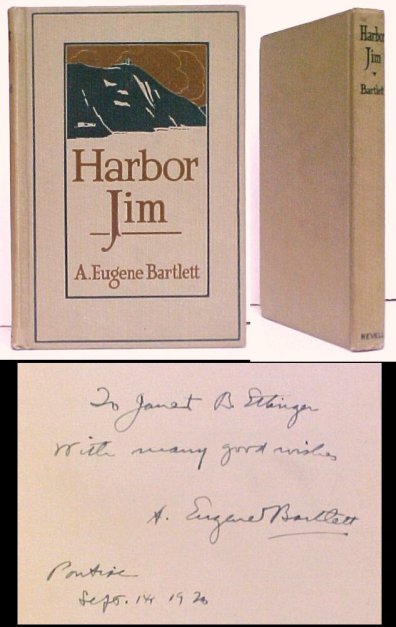 Harbor
Jim
A. Eugene Bartlett
Harbor
Jim
Bartlett
REVELL
To Janet B. Ettinger
With many good wishes
A. Eugene Bartlett
Pontiac
Sept. 14 1926